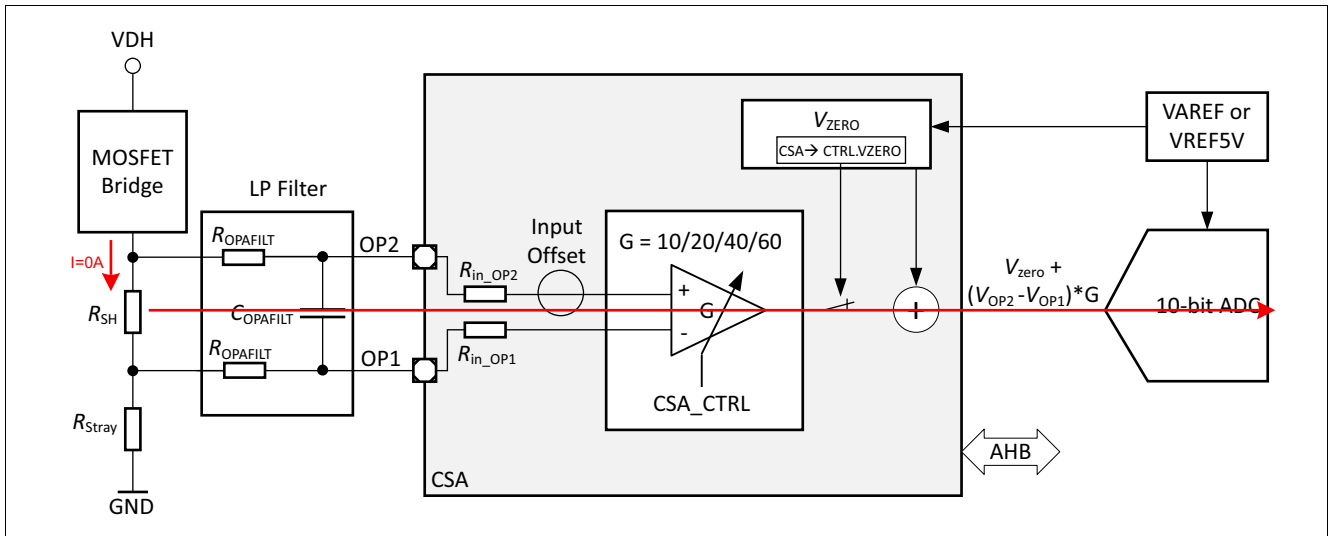 VDH
MOSFET
Bridge
I=0A
RSH
RStray
GND
LP Filter
ROPAFILT
COPAFILT
ROPAFILT
OP2
OP1
Rin_OP2
Rin_OP1
Input
Offset
G = 10/20/40/60
+
G
-
CSA_CTRL
VZERO
CSA→ CTRL.VZERO
+
CSA
VAREF or
VREF5V
Vzero +
(VOP2 -VOP1)*G
10-bit ADC
AHB